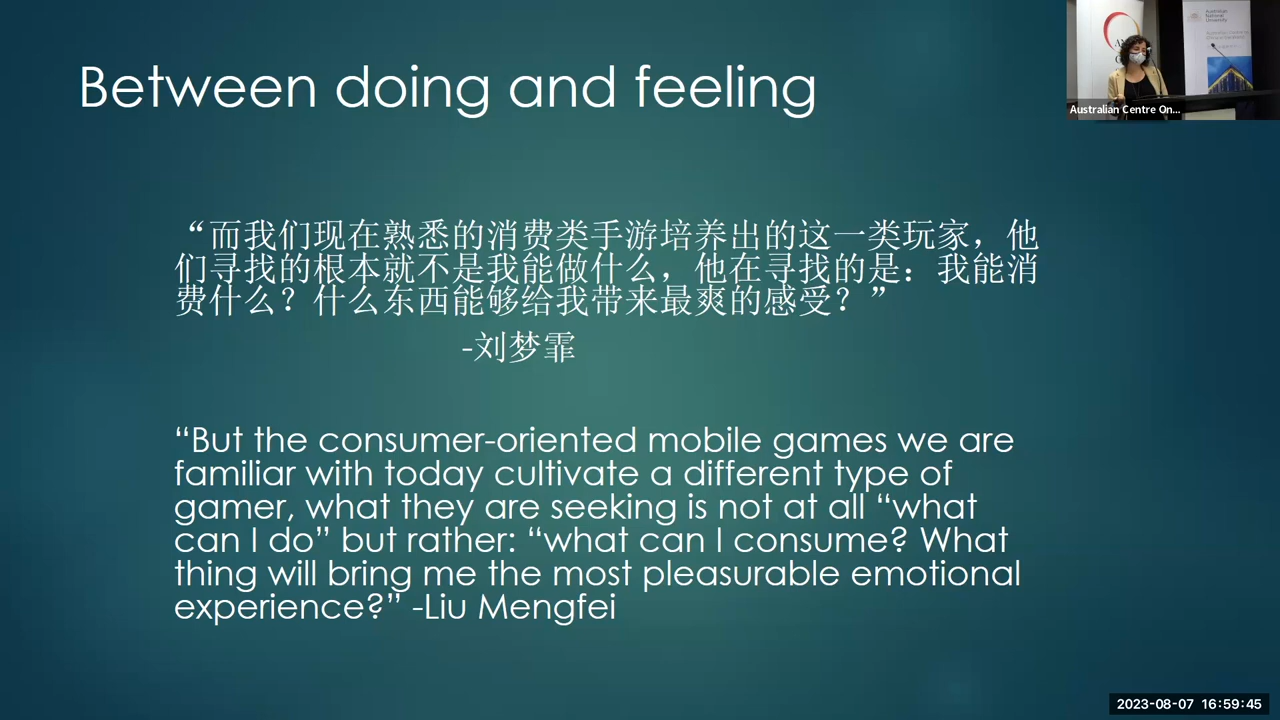 Between doing and feeling
“而我们现在熟悉的消费类手游培养出的这一类玩家，他
们寻找的根本就不是我能做什么，他在寻找的是：我能消
费什么？什么东西能够给我带来最爽的感受？”
-刘梦霏
“But the consumer-oriented mobile games we are
familiar with today cultivate a different type of
gamer, what they are seeking is not at all “what
can I do” but rather: “what can I consume? What
thing will bring me the most pleasurable emotional
experience?” -Liu Mengfei
Australian
National
University
Australian Centre On...
2023-08-07 16:59:45